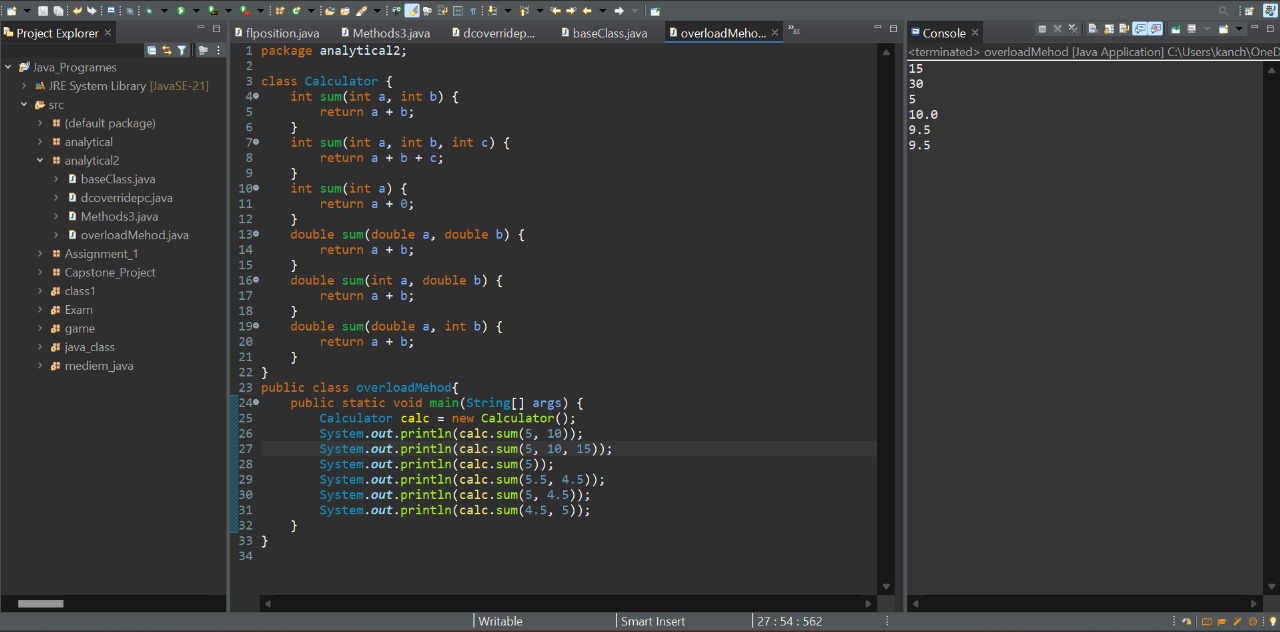 Project Explorer ×
Java_Programes
JRE System Library [JavaSE-21]
src
(default package)
analytical
analytical2
baseClass.java
dcoverridepc.java
Methods3.java
overloadMehod.java
Assignment_1
Capstone_Project
class1
Exam
game
java_class
mediem_java
flposition.java Methods3.java dcoverridep... baseClass.java overloadMeho... ×
1 package analytical2;
2
3 class Calculator {
4 int sum(int a, int b) {
5 return a + b;
6 }
7 int sum(int a, int b, int c) {
8 return a + b + c;
9 }
10 int sum(int a) {
11 return a + 0;
12 }
13 double sum(double a, double b) {
14 return a + b;
15 }
16 double sum(int a, double b) {
17 return a + b;
18 }
19 double sum(double a, int b) {
20 return a + b;
21 }
22 }
23 public class overloadMehod{
24 public static void main(String[] args) {
25 Calculator calc = new Calculator();
26 System.out.println(calc.sum(5, 10));
27 System.out.println(calc.sum(5, 10, 15));
28 System.out.println(calc.sum(5));
29 System.out.println(calc.sum(5.5, 4.5));
30 System.out.println(calc.sum(5, 4.5));
31 System.out.println(calc.sum(4.5, 5));
32 }
33 }
34
Console ×
<terminated> overloadMehod [Java Application] C:\Users\kanch\OneD
15
30
5
10.0
9.5
9.5
Writable Smart Insert 27 : 54 : 562